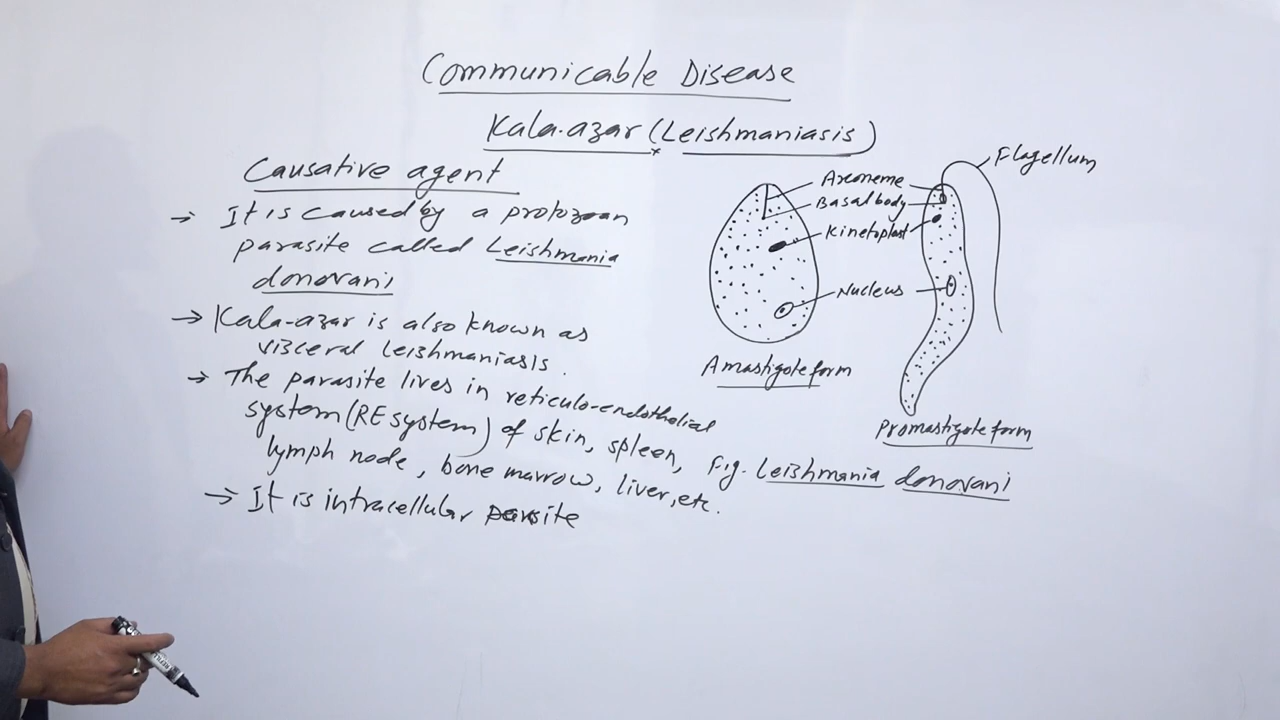 Communicable Disease
Kala-azar (Leishmaniasis)
Causative agent
→ It is caused by a protozoan
parasite called Leishmania
donovani
→ Kala-azar is also known as
visceral leishmaniasis.
→ The parasite lives in reticulo-endothelial
system (RE system) of skin, spleen,
lymph node, bone marrow, liver, etc.
→ It is intracellular parasite
Flagellum
Axoneme
Basal body
Kinetoplast
Nucleus
Amastigote form
Promastigote form
Fig. Leishmania donovani